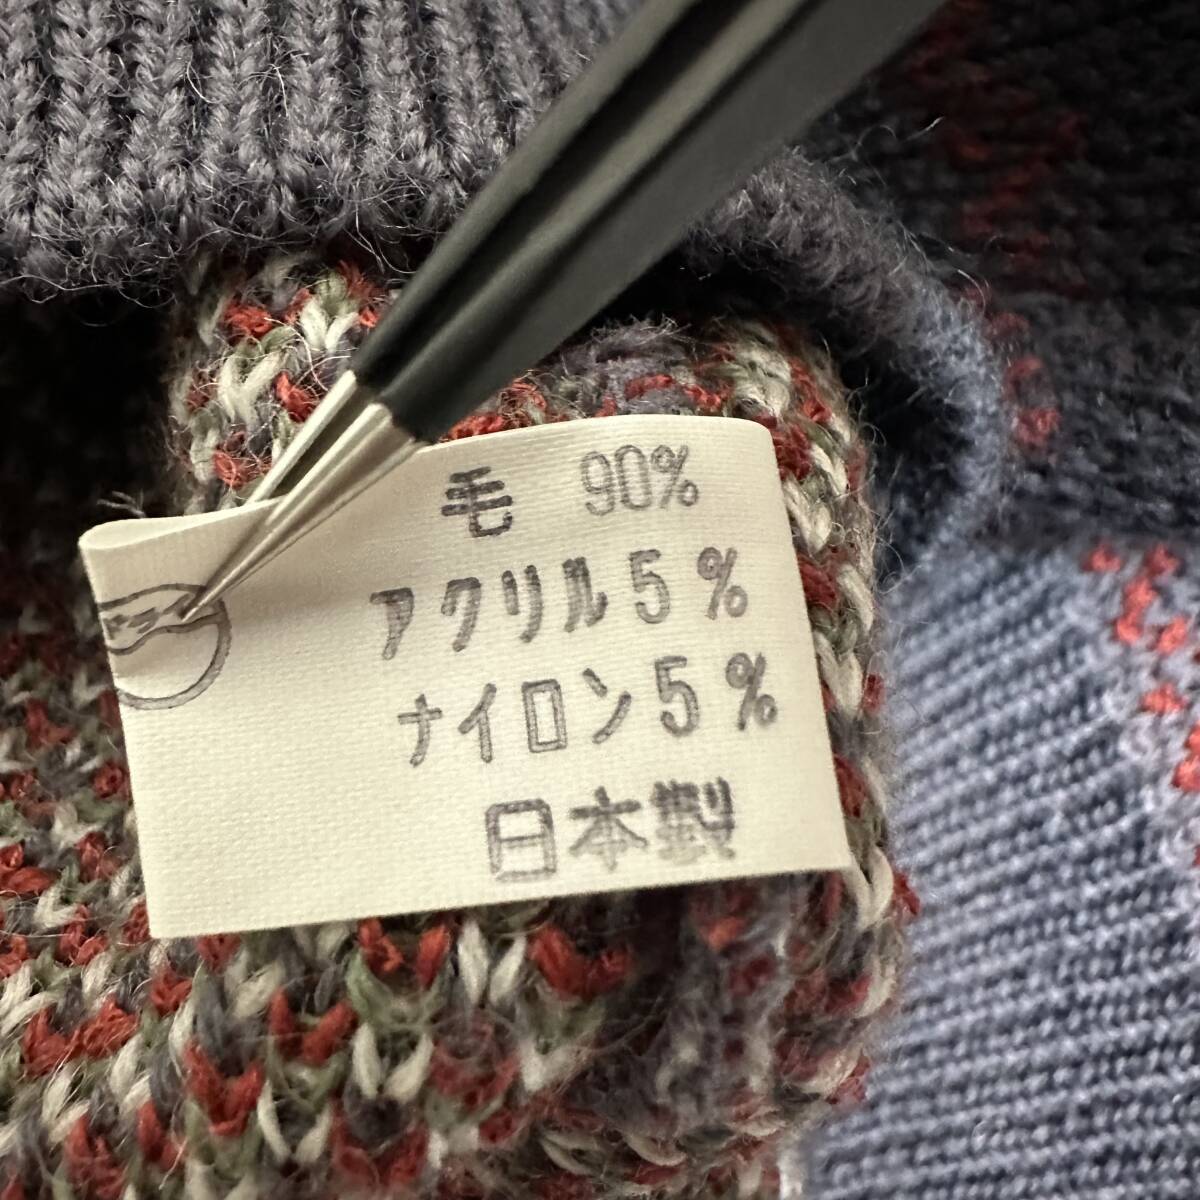 毛 90%
アクリル 5%
ナイロン 5%
日本製